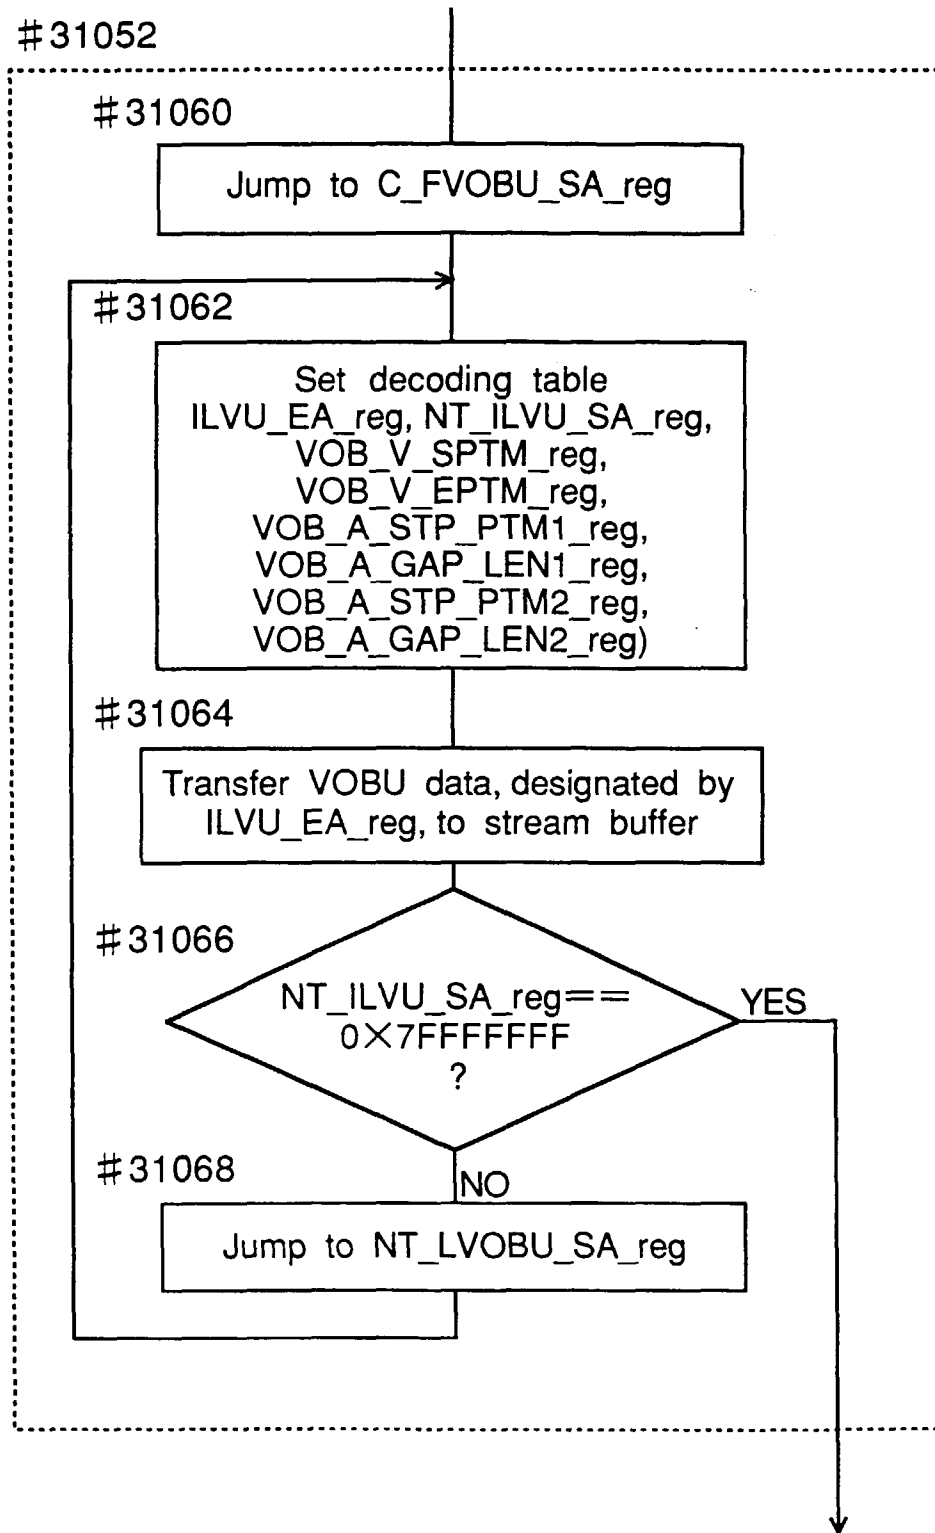 #31052
#31060
Jump to C_FVOBU_SA_reg
#31062
Set decoding table
ILVU_EA_reg, NT_ILVU_SA_reg,
VOB_V_SPTM_reg,
VOB_V_EPTM_reg,
VOB_A_STP_PTM1_reg,
VOB_A_GAP_LEN1_reg,
VOB_A_STP_PTM2_reg,
VOB_A_GAP_LEN2_reg)
#31064
Transfer VOBU data, designated by
ILVU_EA_reg, to stream buffer
#31066
NT_ILVU_SA_reg==
0×7FFFFFFF
?
YES
#31068
NO
Jump to NT_LVOBU_SA_reg